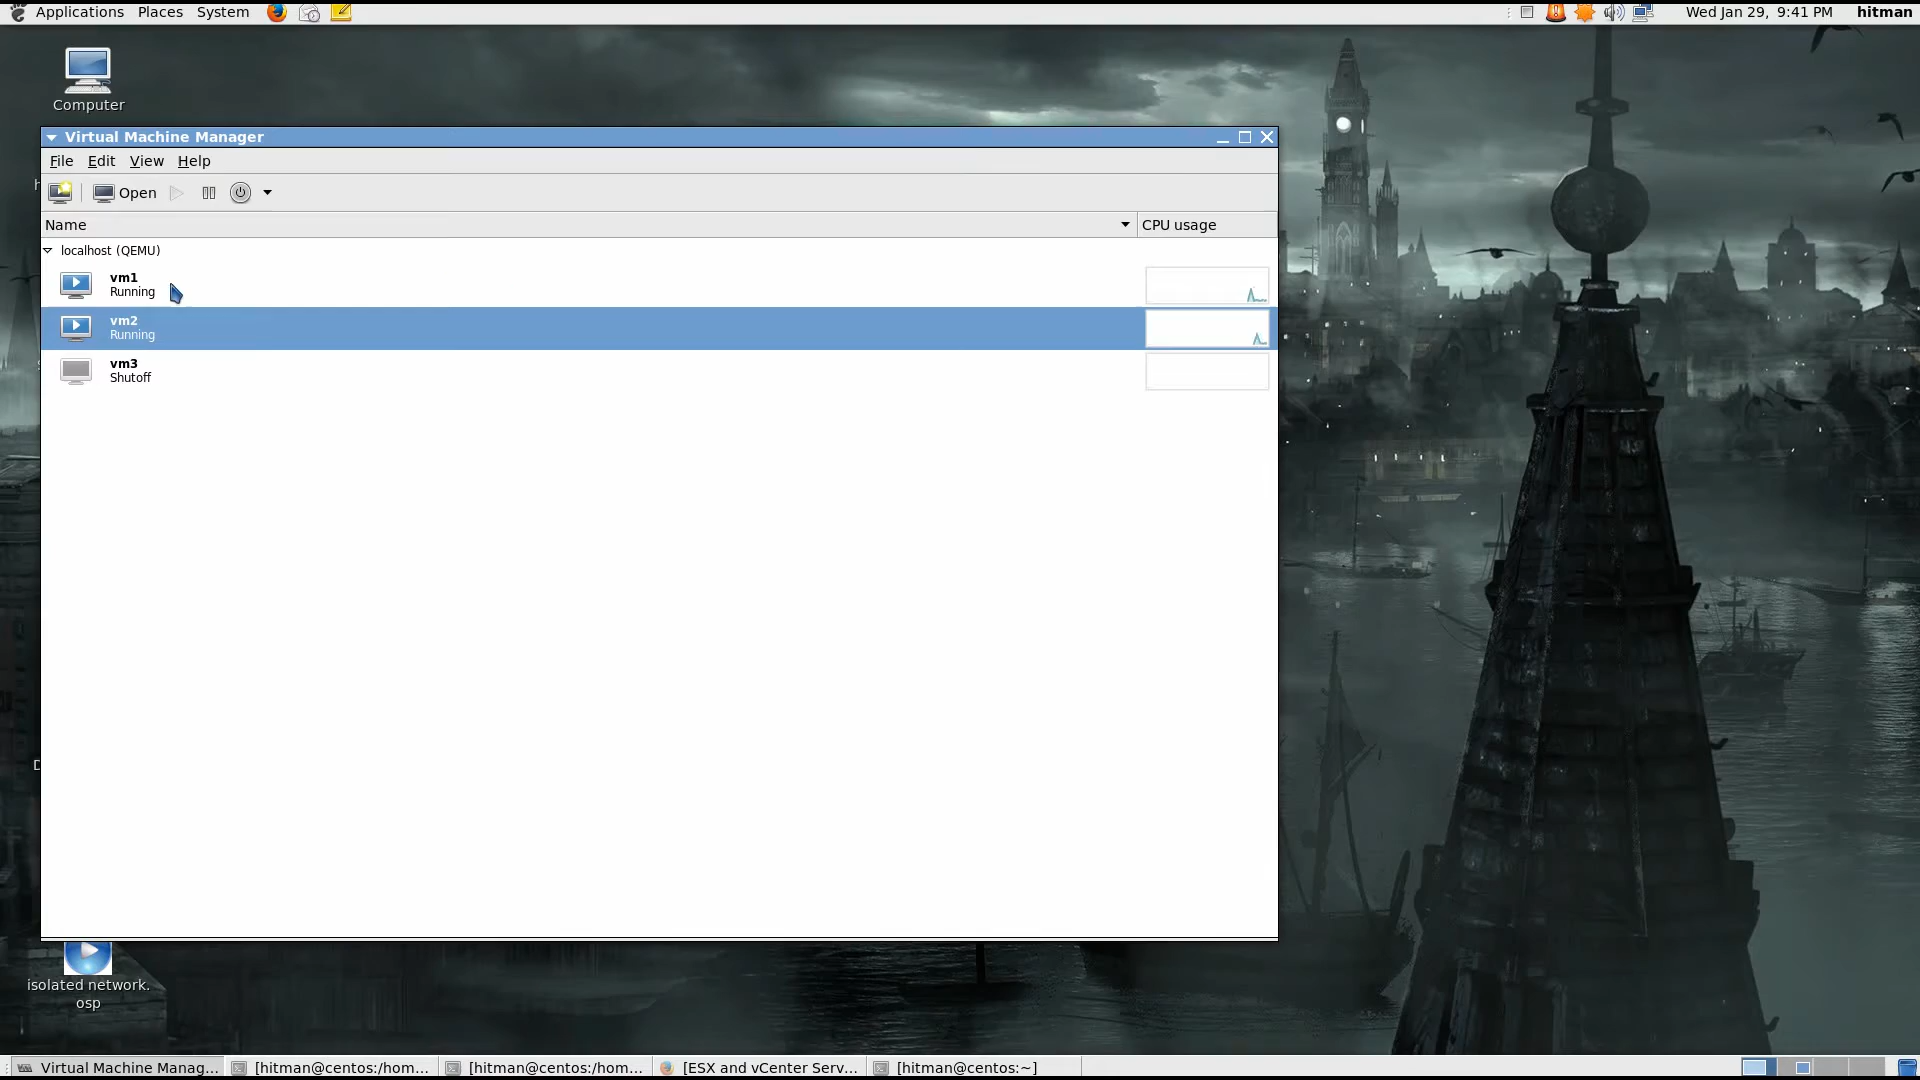 Applications Places System Wed Jan 29, 9:41 PM hitman
Computer
Virtual Machine Manager
File Edit View Help
Open
Name CPU usage
localhost (QEMU)
vm1
Running
vm2
Running
vm3
Shutoff
isolated network.
osp
Virtual Machine Manag... [hitman@centos:/hom... [hitman@centos:/hom... [ESX and vCenter Serv... [hitman@centos:~]